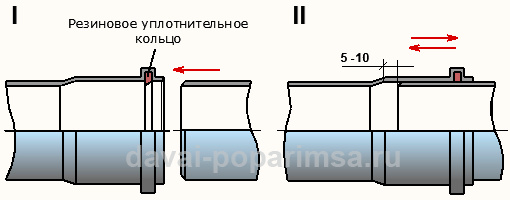 I
II
Резиновое уплотнительное
кольцо
5 -10
davai-poparimsa.ru